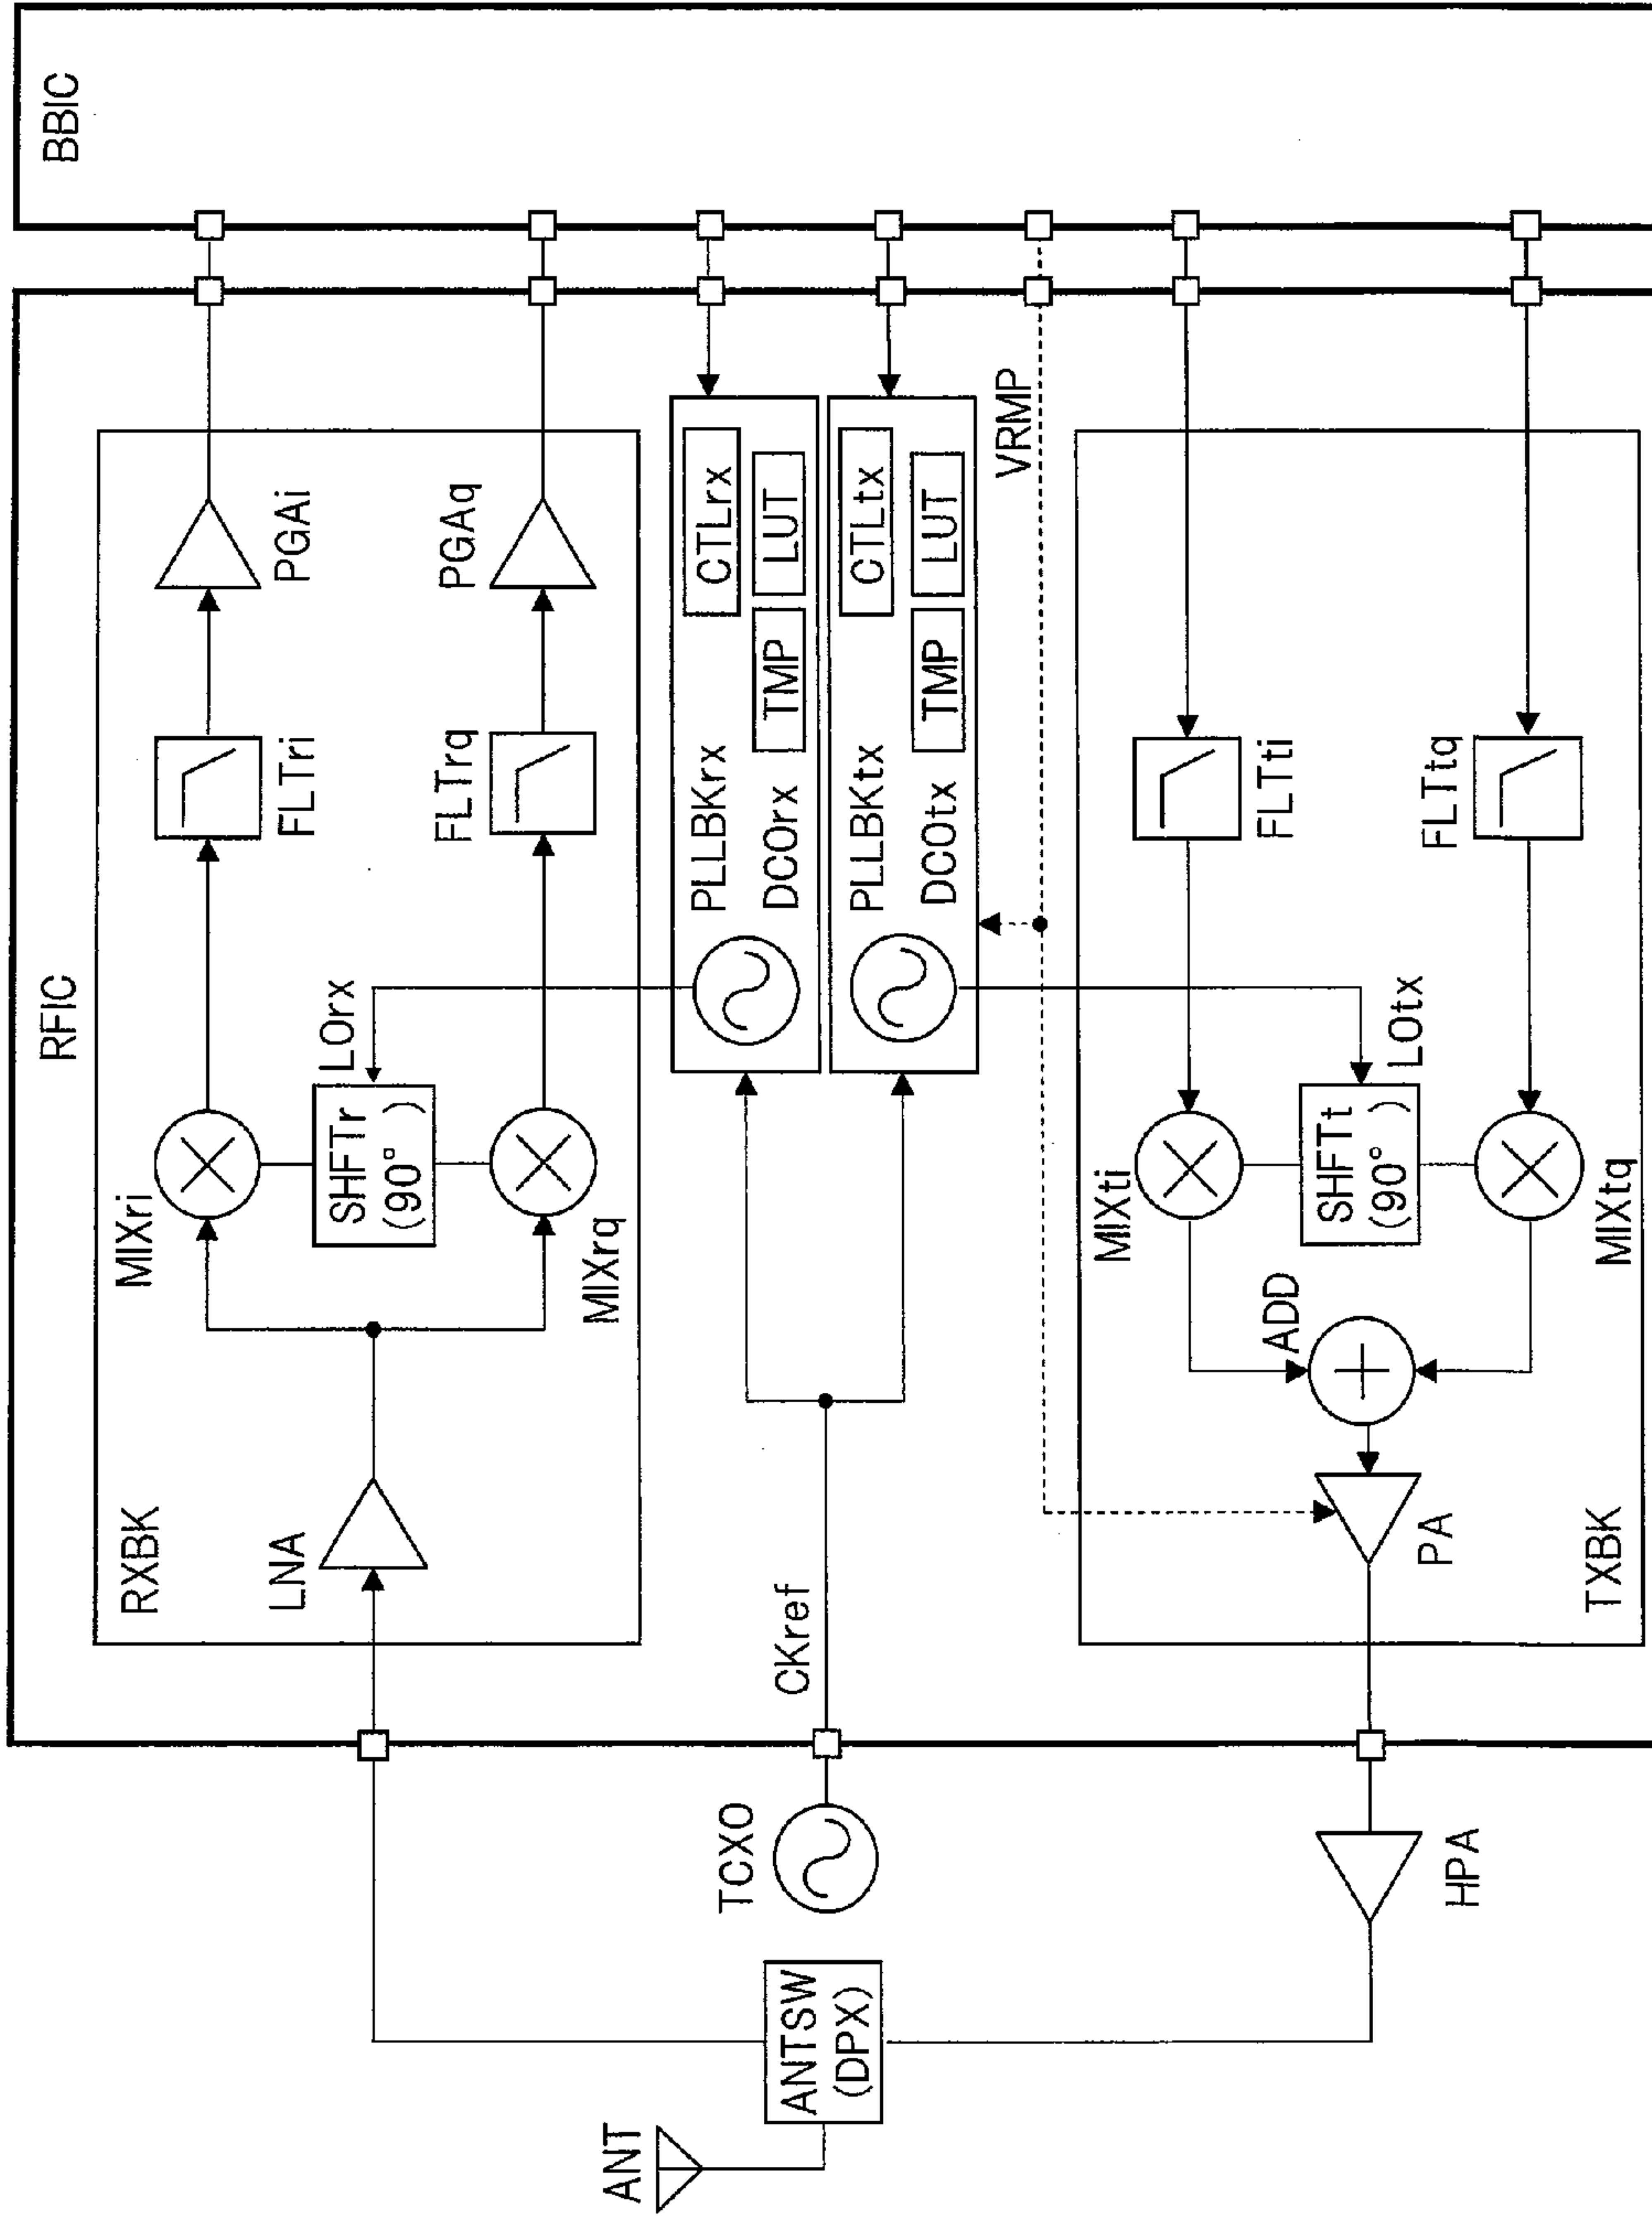 RFIC
BBIC
RXBK
LNA
MIXri
MIXrq
SHFTr
(90° )
LOrx
FLTri
FLTrq
PGAi
PGAq
ANT
ANTSW
(DPX)
TCXO
CKref
PLLBKrx
DCOrx
CTLrx
TMP
LUT
PLLBKtx
DCOtx
CTLtx
TMP
LUT
VRMP
HPA
TXBK
PA
ADD
MIXti
MIXtq
SHFTt
(90° )
LOtx
FLTti
FLTtq